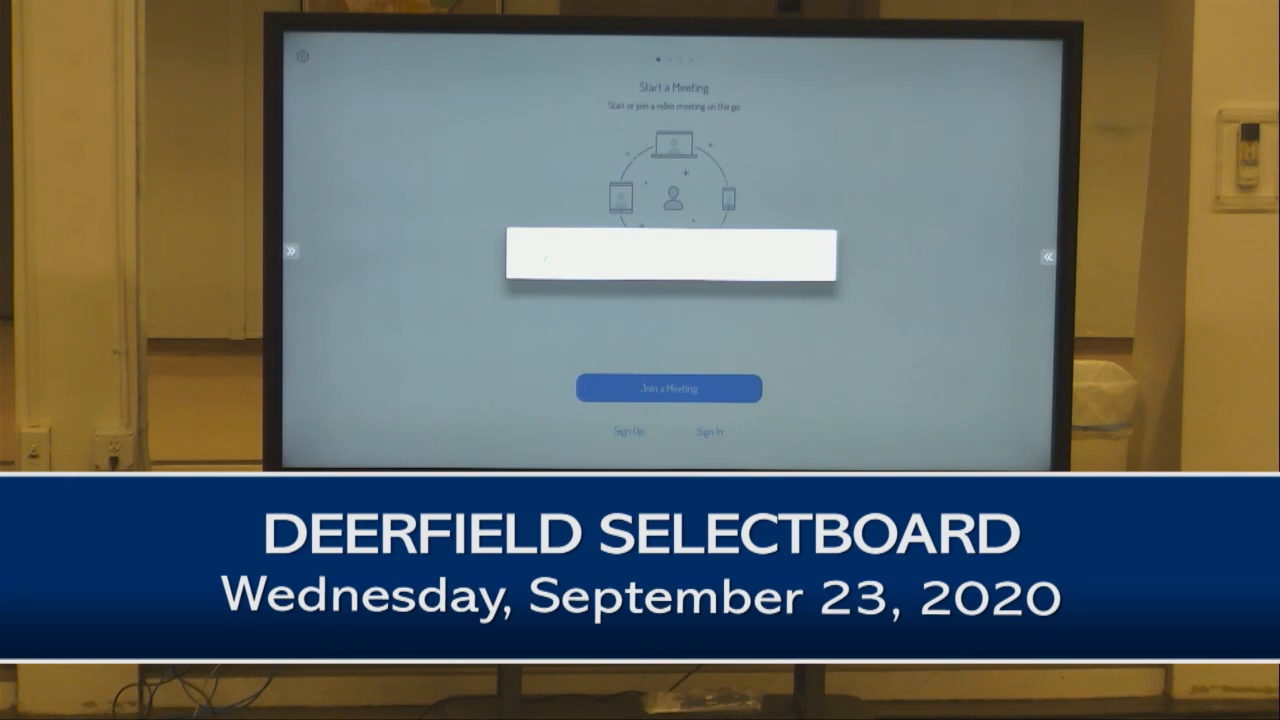 Start a Meeting
Start or join a video meeting on the go
Join a Meeting
Sign Up Sign In
DEERFIELD SELECTBOARD
Wednesday, September 23, 2020